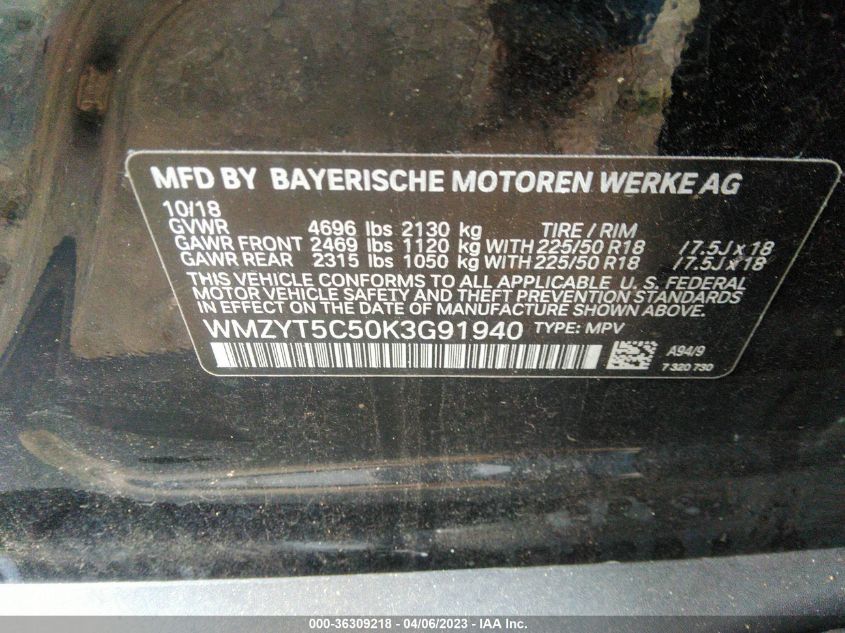 MFD BY BAYERISCHE MOTOREN WERKE AG
10/18
GVWR 4696 lbs 2130 kg TIRE / RIM
GAWR FRONT 2469 lbs 1120 kg WITH 225/50 R18 /7.5J x 18
GAWR REAR 2315 lbs 1050 kg WITH 225/50 R18 /7.5J x 18
THIS VEHICLE CONFORMS TO ALL APPLICABLE U. S. FEDERAL
MOTOR VEHICLE SAFETY AND THEFT PREVENTION STANDARDS
IN EFFECT ON THE DATE OF MANUFACTURE SHOWN ABOVE.
WMZYT5C50K3G91940 TYPE: MPV
A94/9
7 320 730
000-36309218 - 04/06/2023 - IAA Inc.